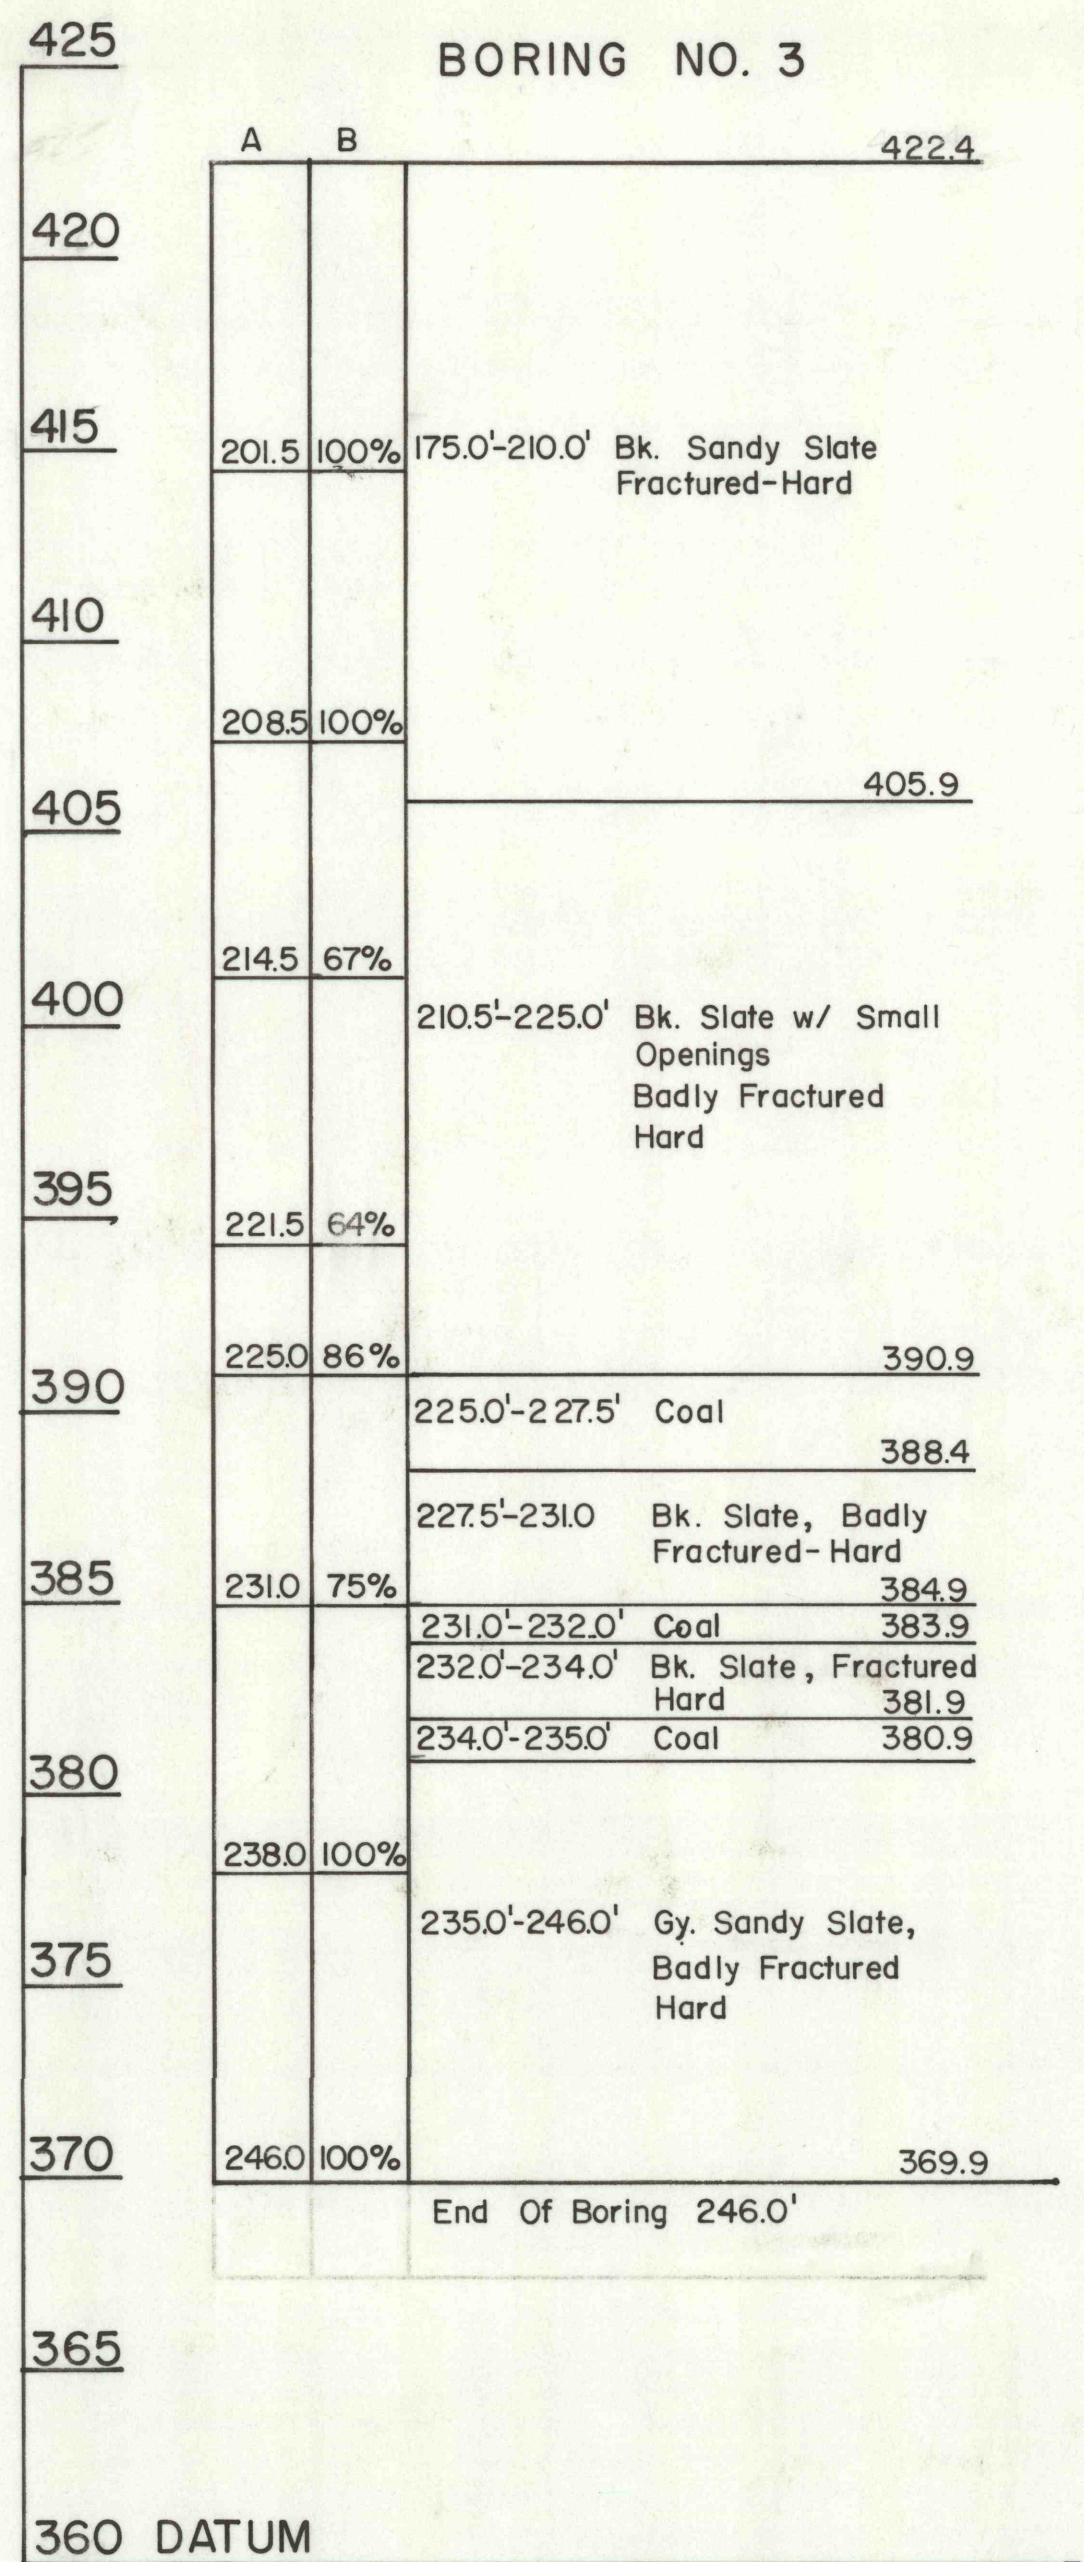 425
BORING NO. 3
A B
422.4
420
415
201.5 100% 175.0'-210.0' Bk. Sandy Slate
Fractured-Hard
410
208.5 100%
405.9
405
214.5 67%
400
210.5'-225.0' Bk. Slate w/ Small
Openings
Badly Fractured
Hard
395
221.5 64%
225.0 86%
390.9
390
225.0'-227.5' Coal
388.4
227.5'-231.0 Bk. Slate, Badly
Fractured-Hard
385
231.0 75%
384.9
231.0'-232.0' Coal 383.9
232.0'-234.0' Bk. Slate, Fractured
Hard 381.9
234.0'-235.0' Coal 380.9
380
238.0 100%
235.0'-246.0' Gy. Sandy Slate,
Badly Fractured
Hard
375
370
246.0 100%
369.9
End Of Boring 246.0'
365
360 DATUM